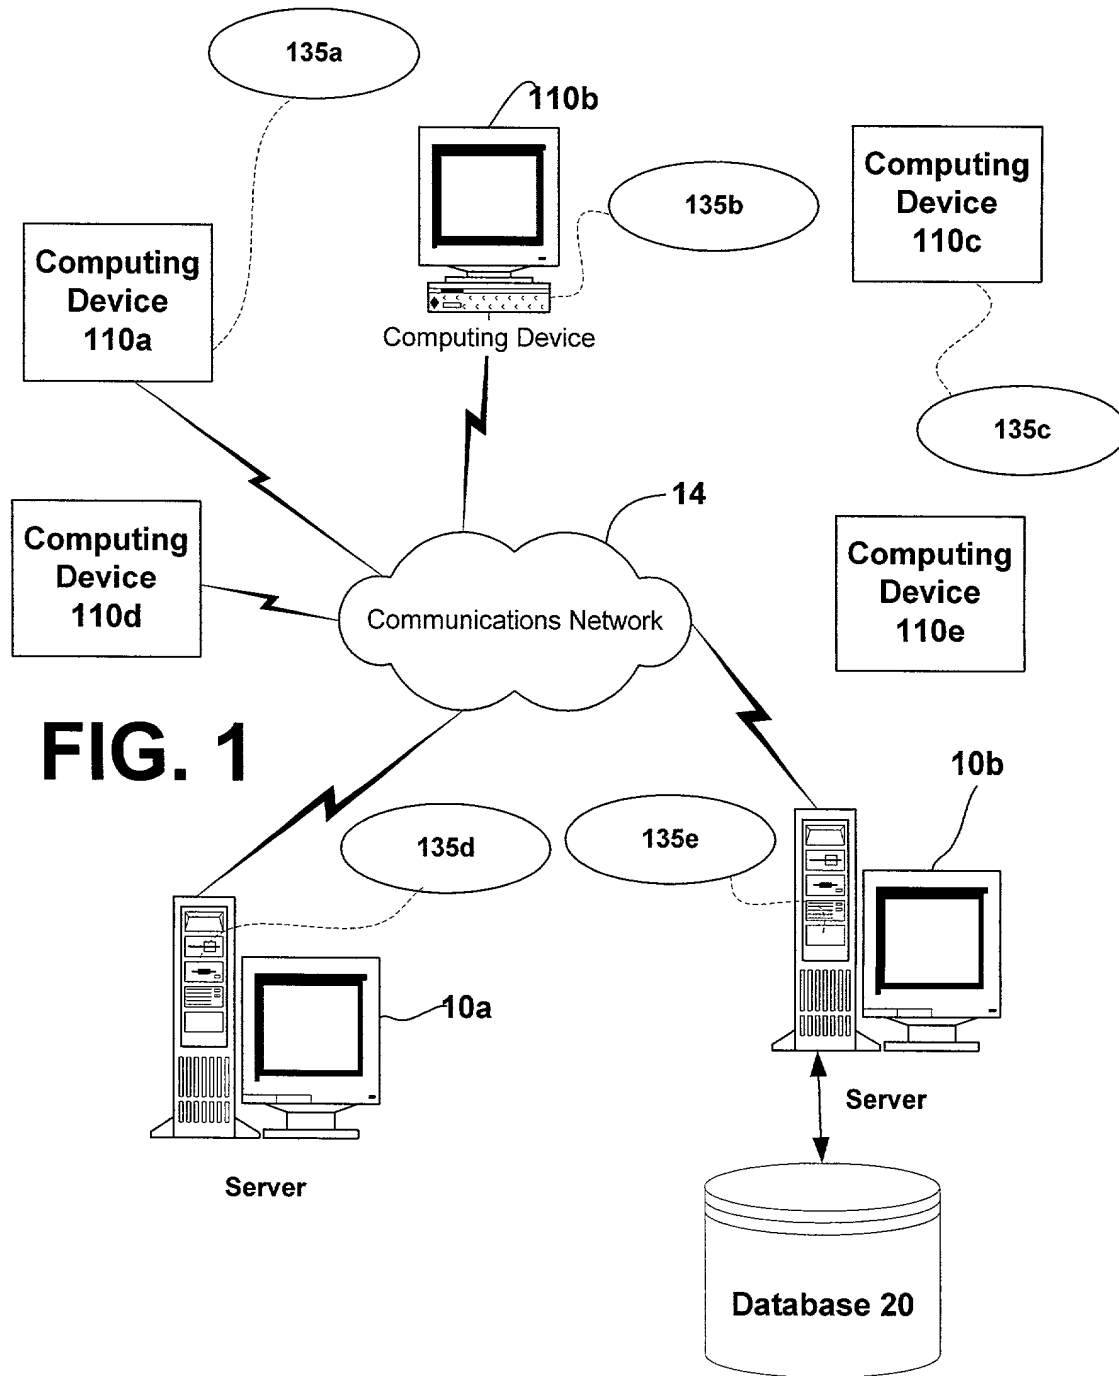 135a
110b
Computing
Device
110c
135b
Computing
Device
110a
Computing Device
135c
14
Computing
Device
110d
Computing
Device
110e
Communications Network
FIG. 1
10b
135d
135e
10a
Server
Server
Database 20